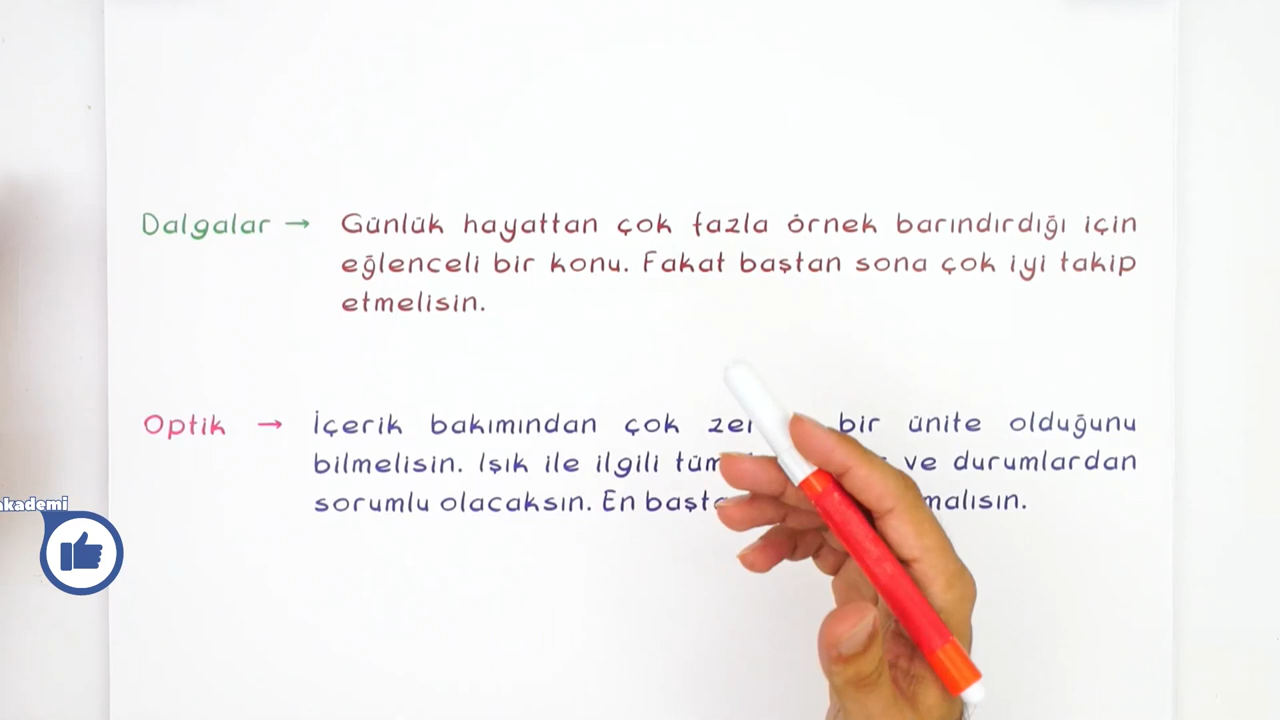 Dalgalar → Günlük hayattan çok fazla örnek barındırdığı için
eğlenceli bir konu. Fakat baştan sona çok iyi takip
etmelisin.
Optik → İçerik bakımından çok bir ünite olduğunu
bilmelisin. Işık ile ilgili ve durumlardan
sorumlu olacaksın. En
akademi